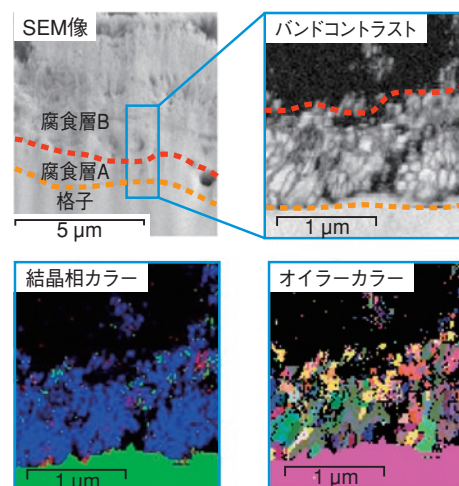 SEM像
腐食層B
腐食層A
格子
5 μm
バンドコントラスト
1 μm
結晶相カラー
1 μm
オイラーカラー
1 μm